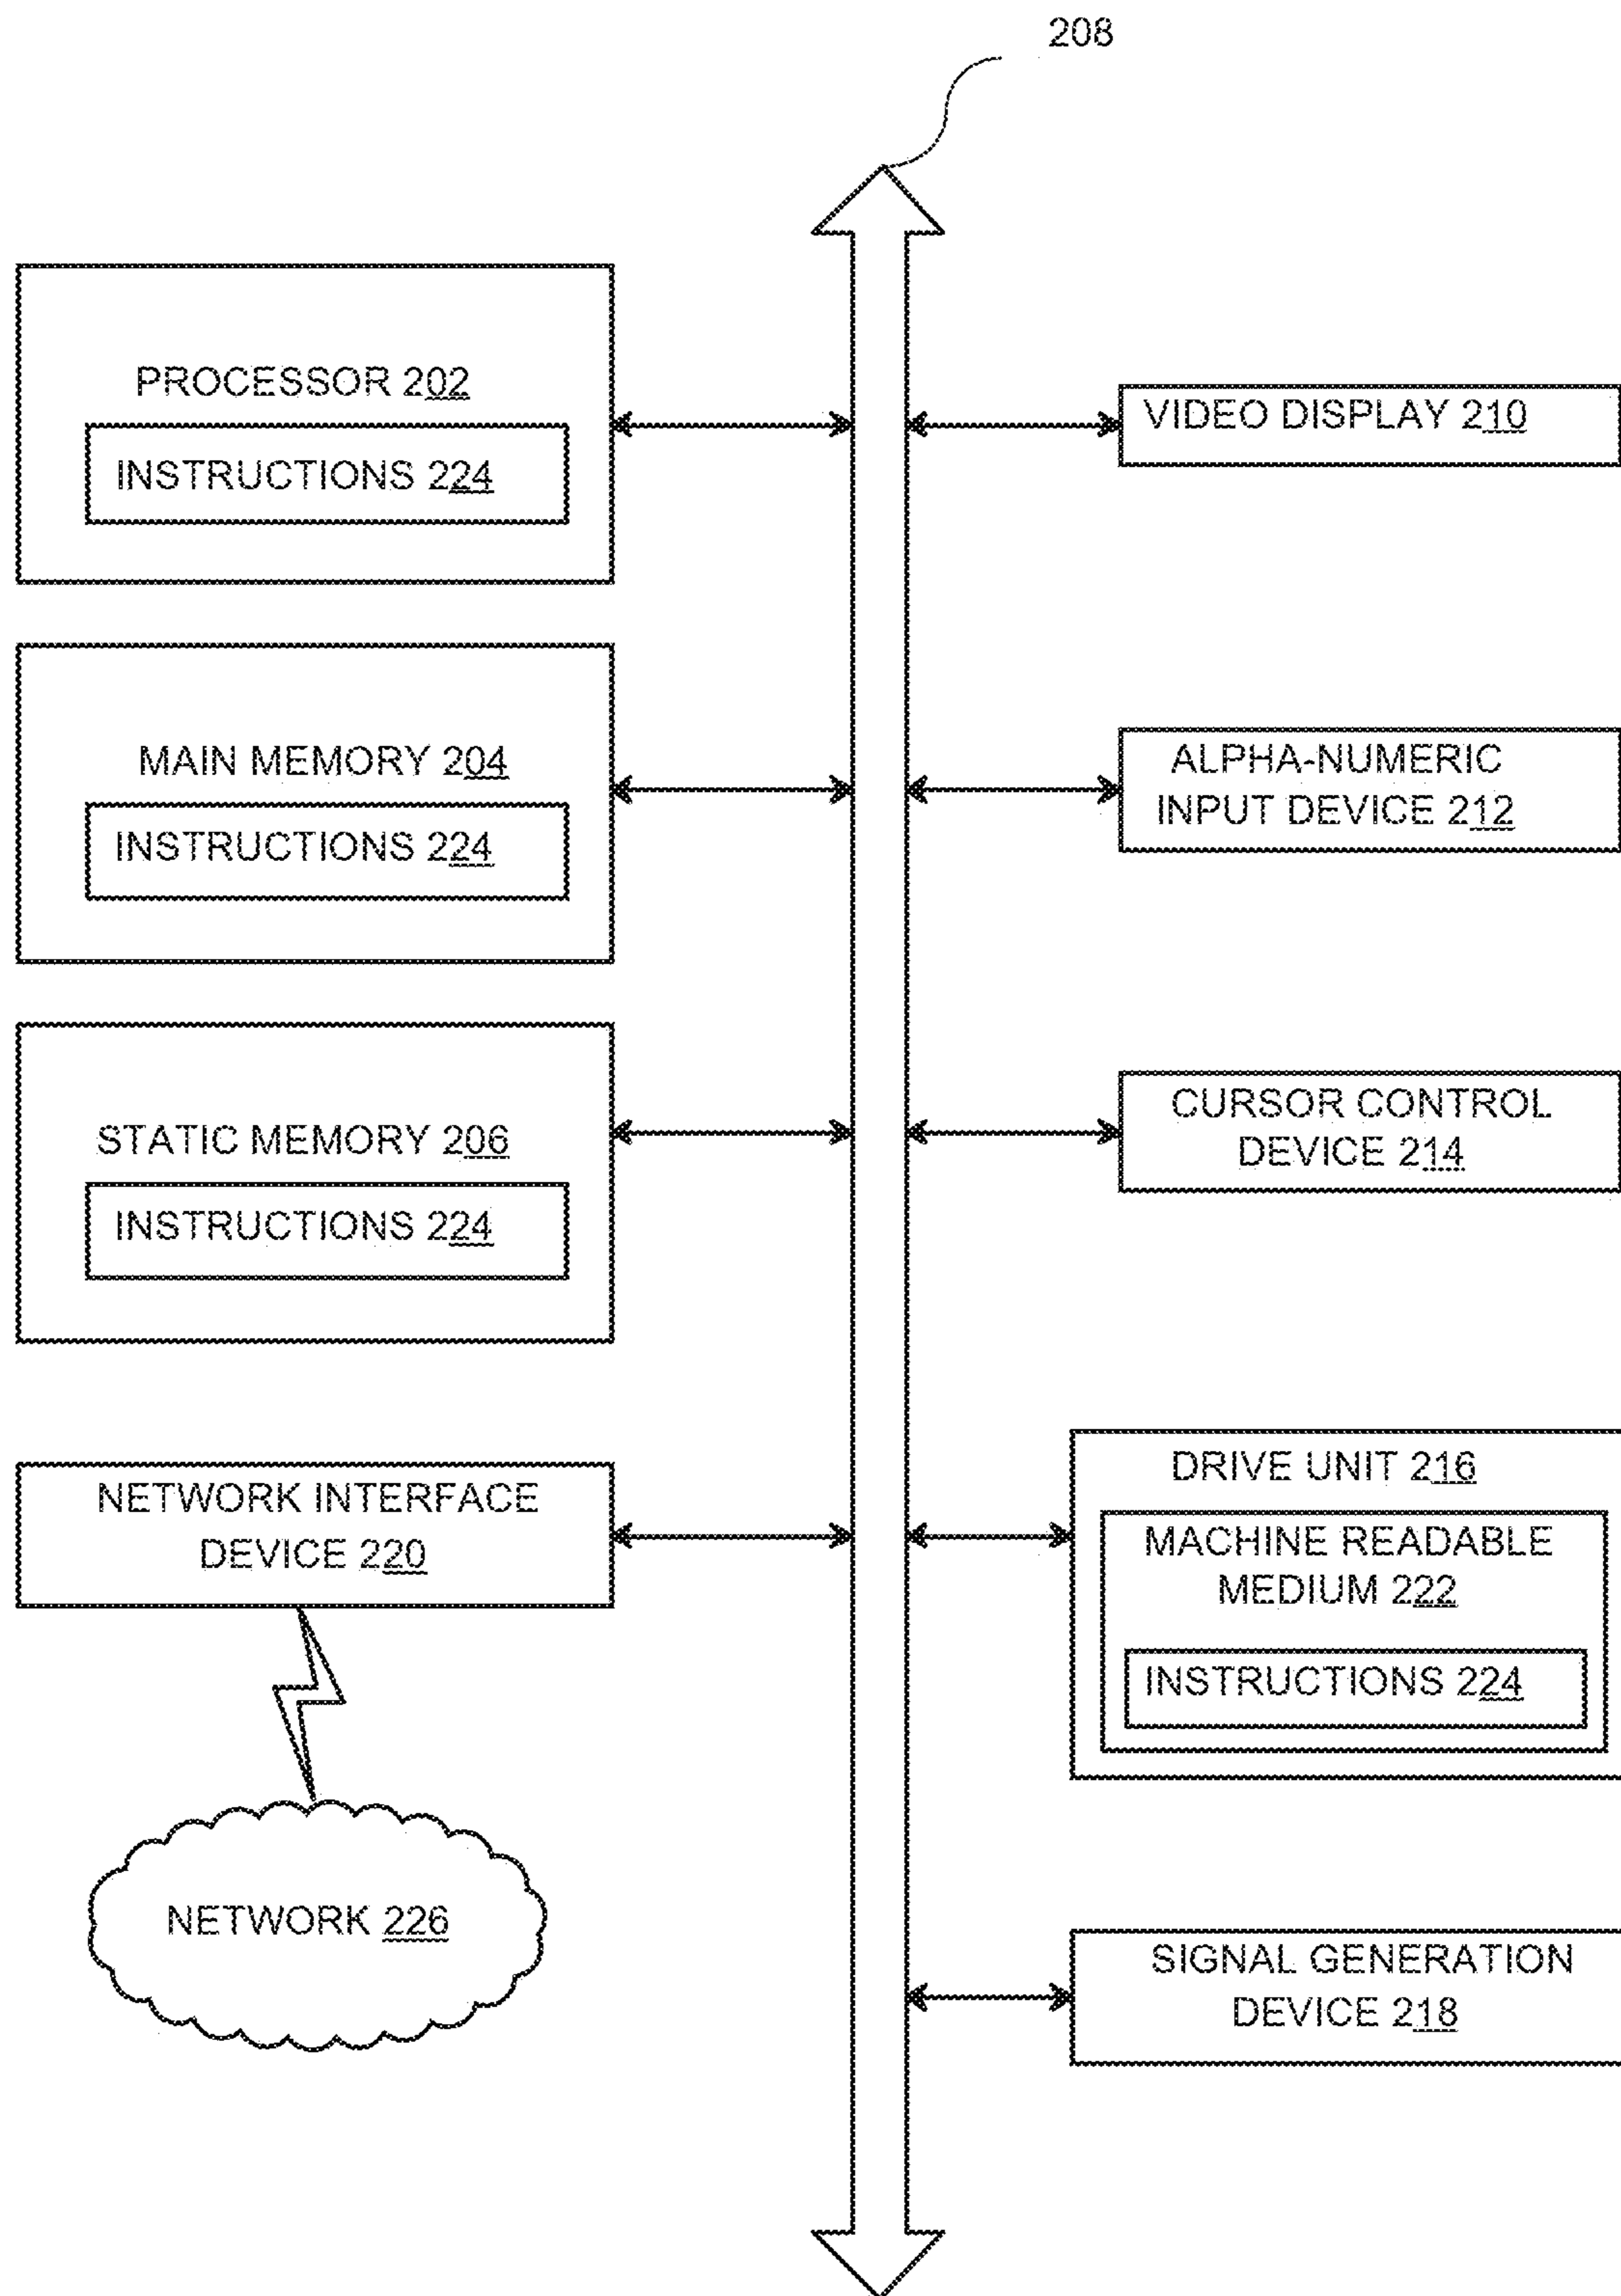 208
PROCESSOR 202
INSTRUCTIONS 224
MAIN MEMORY 204
INSTRUCTIONS 224
STATIC MEMORY 206
INSTRUCTIONS 224
NETWORK INTERFACE
DEVICE 220
NETWORK 226
VIDEO DISPLAY 210
ALPHA-NUMERIC
INPUT DEVICE 212
CURSOR CONTROL
DEVICE 214
DRIVE UNIT 216
MACHINE READABLE
MEDIUM 222
INSTRUCTIONS 224
SIGNAL GENERATION
DEVICE 218